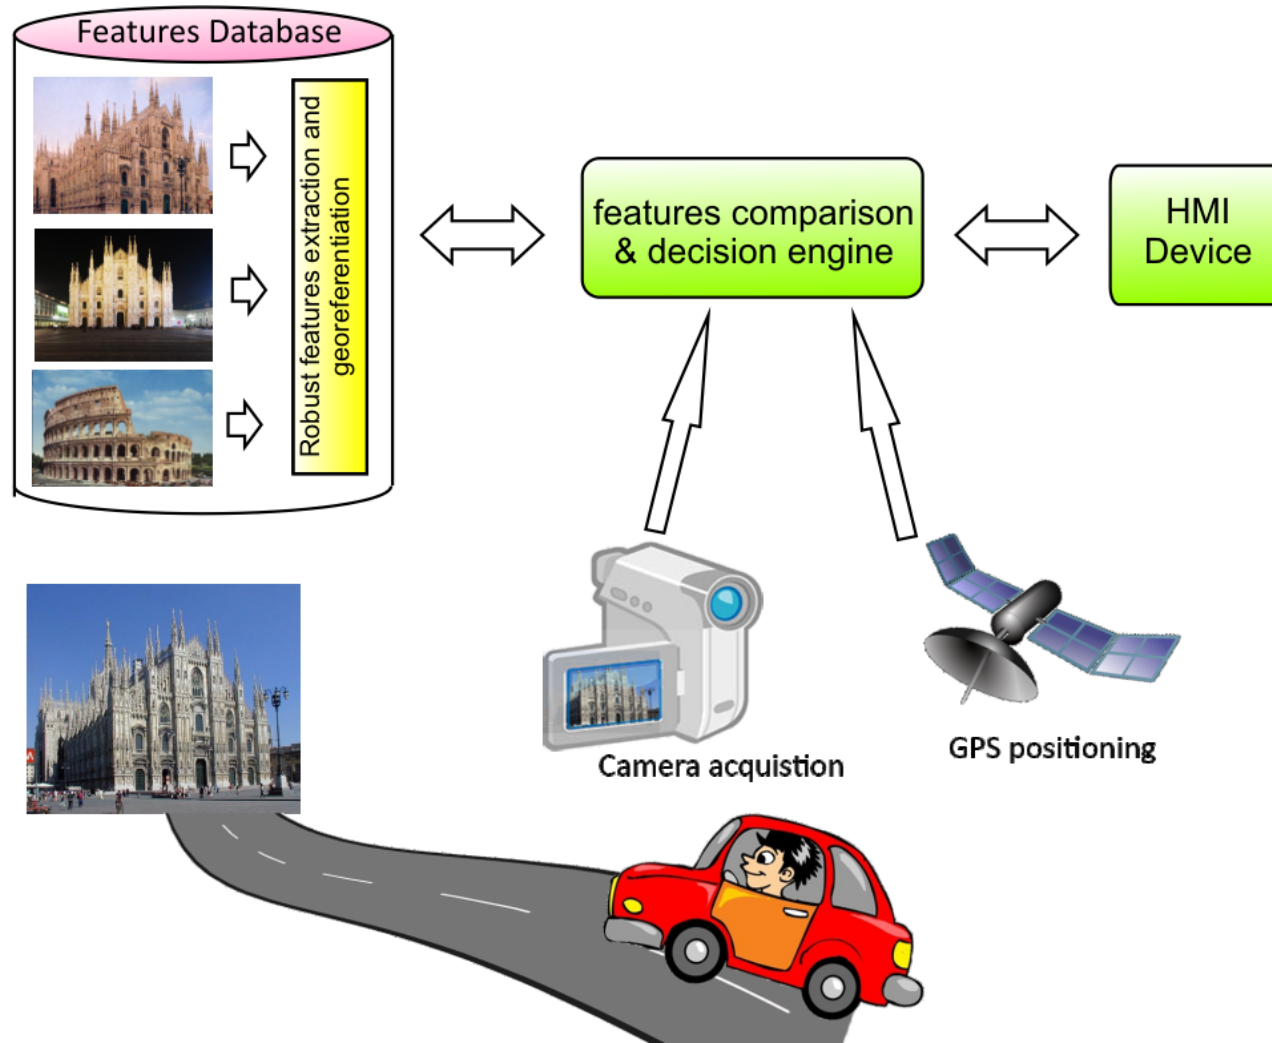 Features Database
Robust features extraction and
georeferentiation
features comparison
& decision engine
HMI
Device
Camera acquistion
GPS positioning